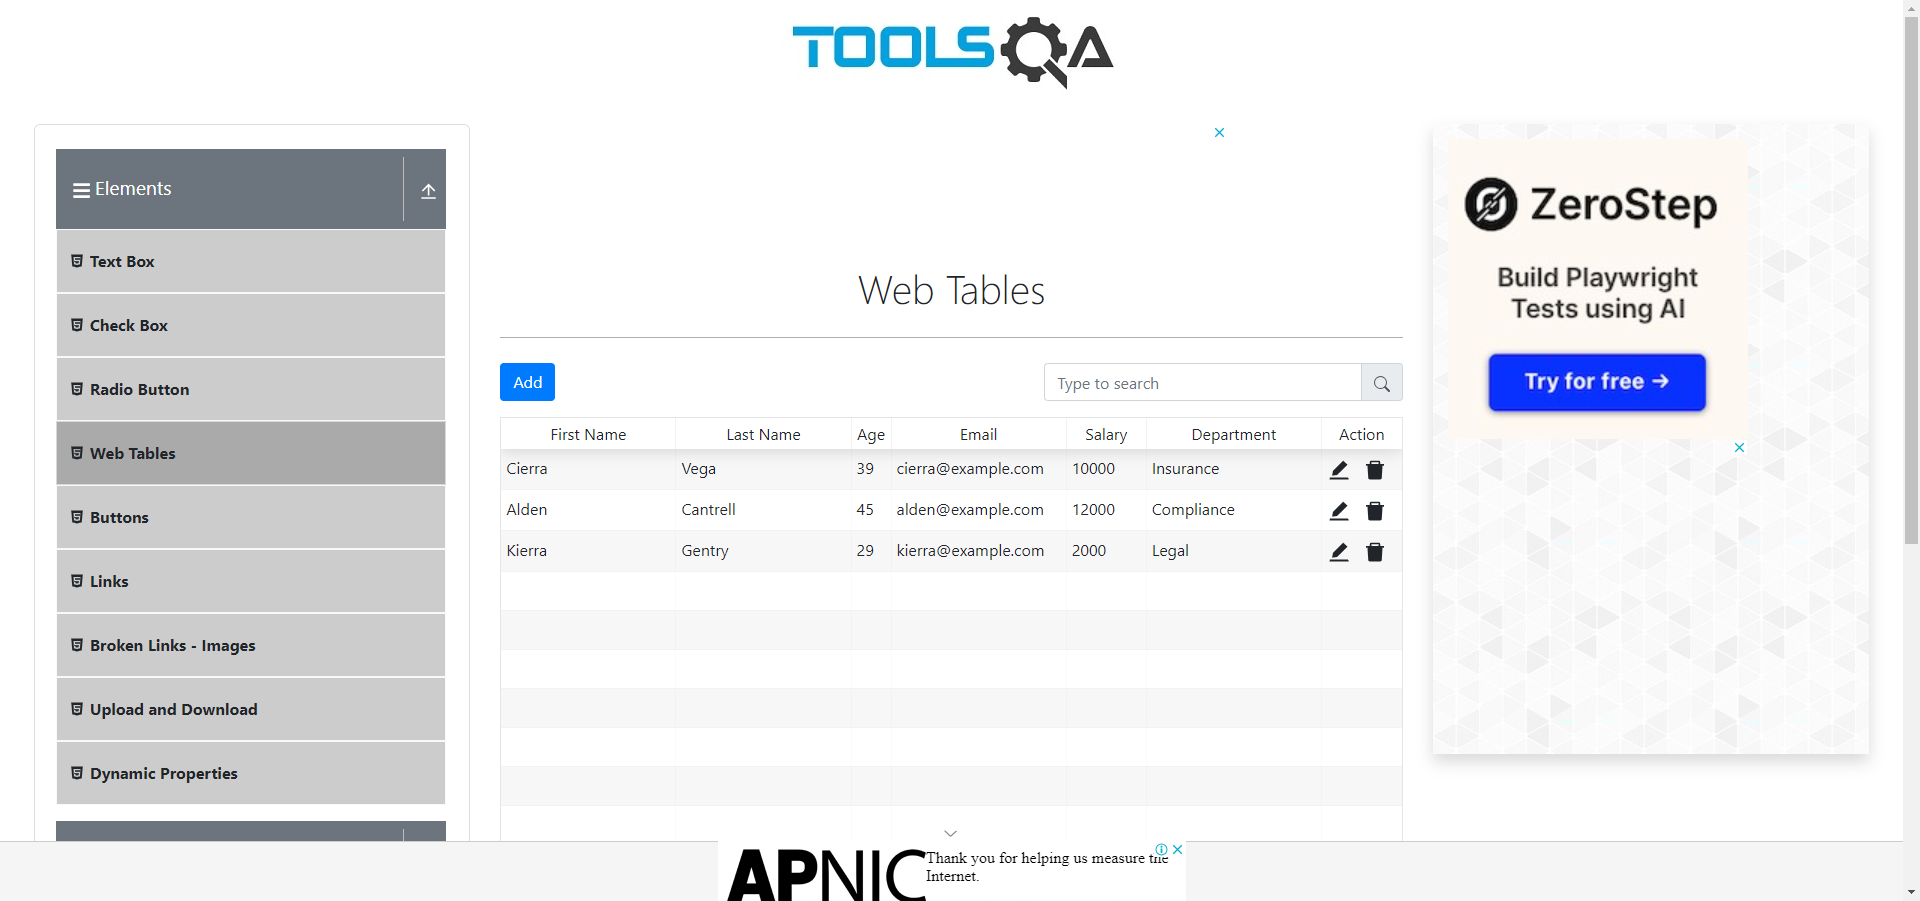 TOOLSQA
Elements
Text Box
Check Box
Radio Button
Web Tables
Buttons
Links
Broken Links - Images
Upload and Download
Dynamic Properties
Web Tables
Add
Type to search
First Name Last Name Age Email Salary Department Action
Cierra Vega 39 cierra@example.com 10000 Insurance
Alden Cantrell 45 alden@example.com 12000 Compliance
Kierra Gentry 29 kierra@example.com 2000 Legal
ZeroStep
Build Playwright
Tests using AI
Try for free →
APNIC
Thank you for helping us measure the
Internet.